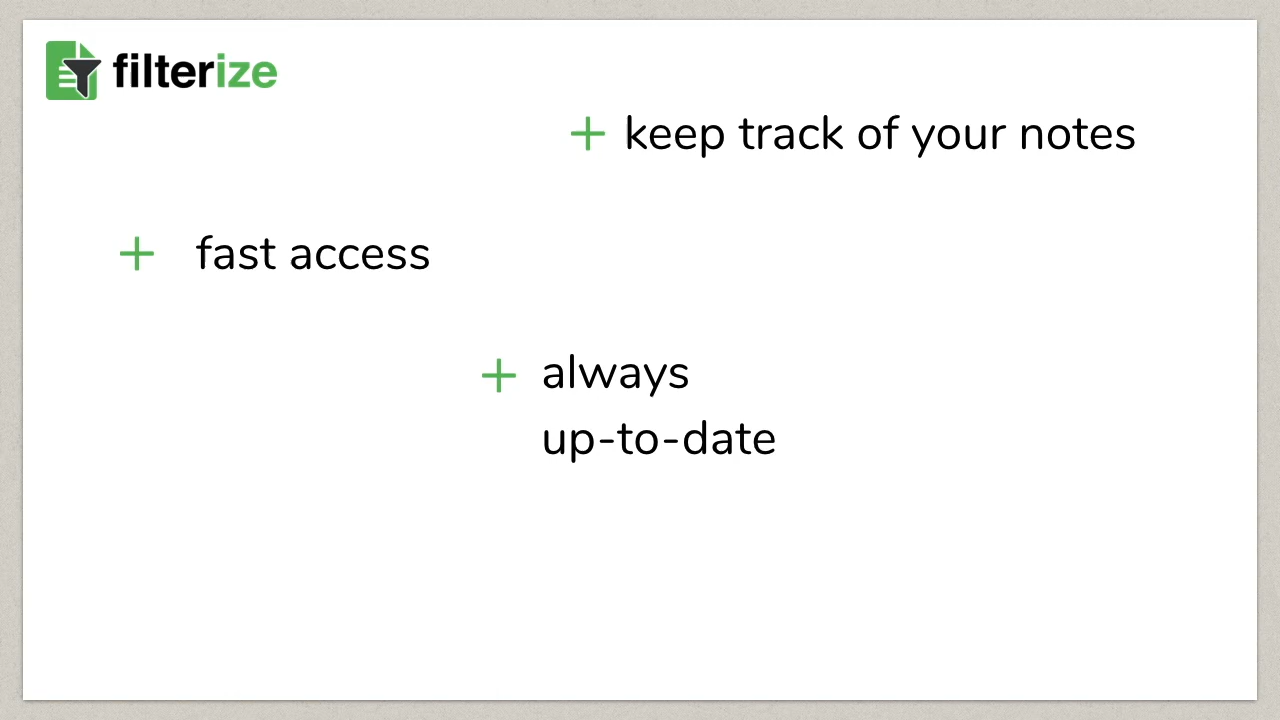 filterize
+ keep track of your notes
+ fast access
+ always
up-to-date